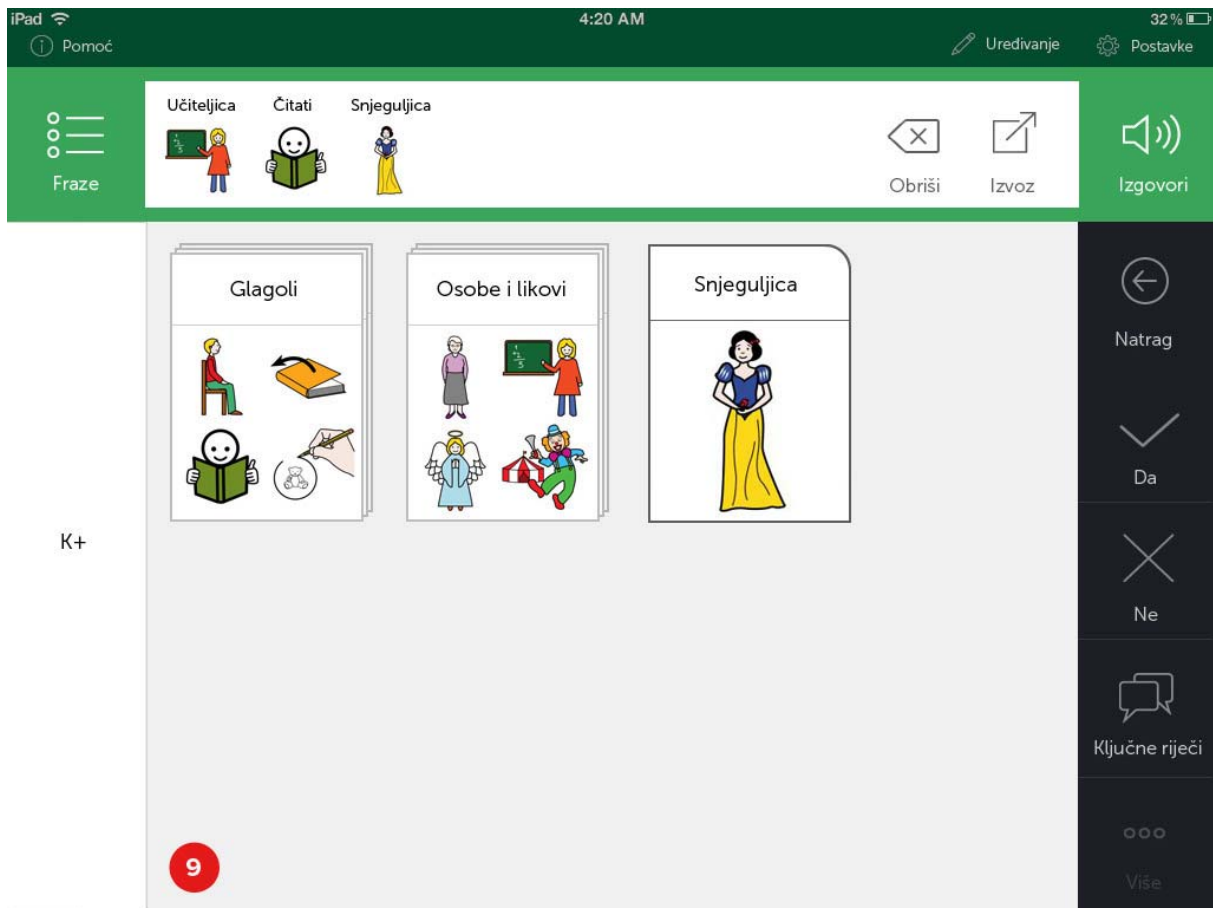 iPad 4:20 AM 32 %
Pomoć Uređivanje Postavke
Učiteljica Čitati Snjeguljica
Fraze Obriši Izvoz Izgovori
Glagoli Osobe i likovi Snjeguljica
Natrag
Da
K+
Ne
Ključne riječi
9
Više